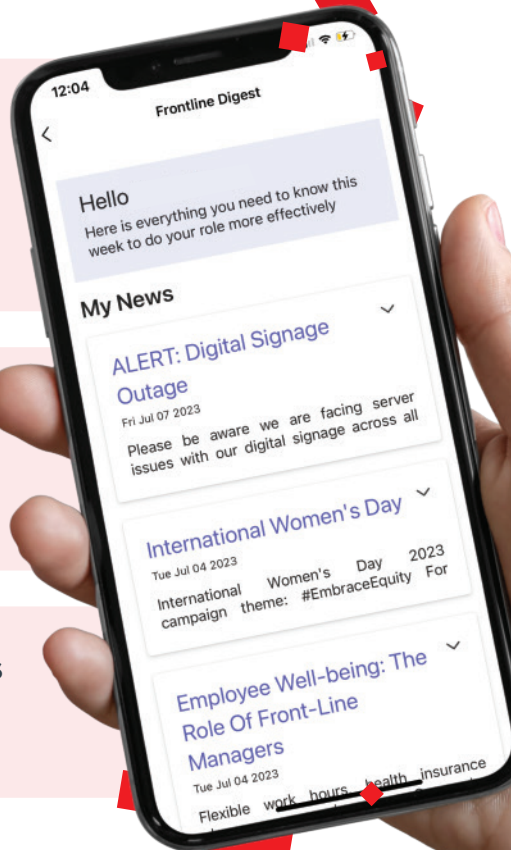 12:04
Frontline Digest
Hello
Here is everything you need to know this
week to do your role more effectively
My News
ALERT: Digital Signage
Outage
Fri Jul 07 2023
Please be aware we are facing server
issues with our digital signage across all
International Women's Day
Tue Jul 04 2023
International Women's Day 2023
campaign theme: #EmbraceEquity For
Employee Well-being: The
Role Of Front-Line
Managers
Tue Jul 04 2023
Flexible work hours, health insurance